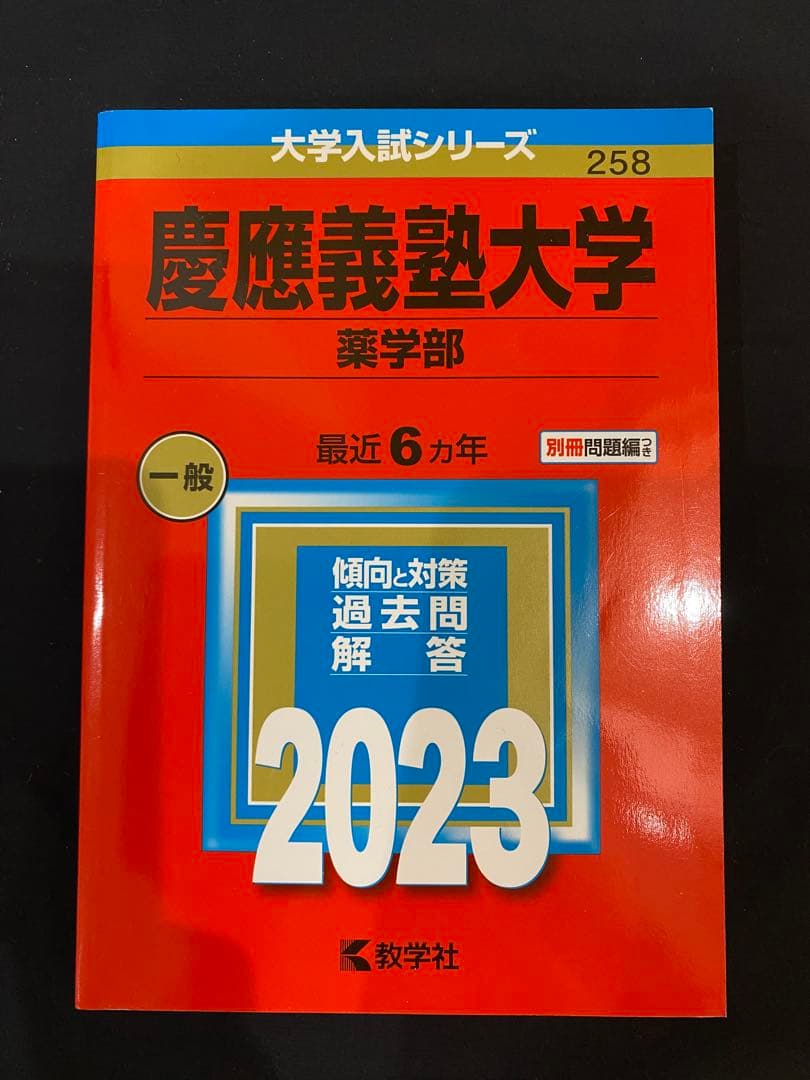 大学入試シリーズ
258
慶應義塾大学
薬学部
一般
最近6カ年
別冊問題編つき
傾向と対策
過去問
解答
2023
教学社